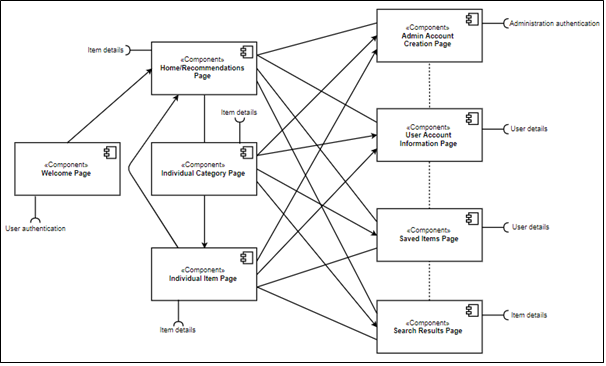 «Component»
Admin Account
Creation Page
Administration authentication
Item details
«Component»
Home/Recommendations
Page
Item details
«Component»
User Account
Information Page
User details
«Component»
Welcome Page
User authentication
«Component»
Individual Category Page
«Component»
Saved Items Page
User details
«Component»
Individual Item Page
Item details
«Component»
Search Results Page
Item details